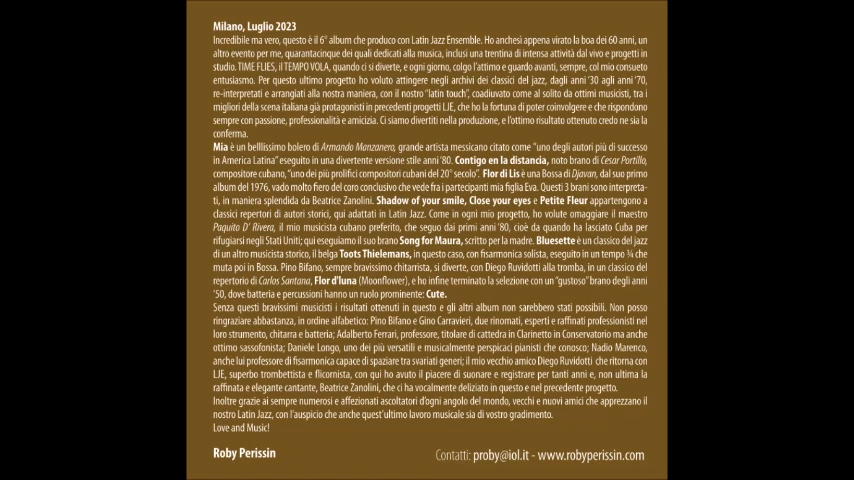 Milano, Luglio 2023
Incredibile ma vero, questo è il 6° album che produco con Latin Jazz Ensemble. Ho anchesì appena virato la boa dei 60 anni, un
altro evento per me, quarantacinque dei quali dedicati alla musica, inclusi una trentina di intensa attività dal vivo e progetti in
studio. TIME FLIES, il TEMPO VOLA, quando ci si diverte, e ogni giorno, colgo l'attimo e guardo avanti, sempre, col mio consueto
entusiasmo. Per questo ultimo progetto ho voluto attingere negli archivi dei classici del jazz, dagli anni '30 agli anni '70,
re-interpretati e arrangiati alla nostra maniera, con il nostro "latin touch", coadiuvato come al solito da ottimi musicisti, tra i
migliori della scena italiana già protagonisti in precedenti progetti LJE, che ho la fortuna di poter coinvolgere e che rispondono
sempre con passione, professionalità e amicizia. Ci siamo divertiti nella produzione, e l'ottimo risultato ottenuto credo ne sia la
conferma.
Mia è un belllissimo bolero di Armando Manzanero, grande artista messicano citato come "uno degli autori più di successo
in America Latina" eseguito in una divertente versione stile anni '80. Contigo en la distancia, noto brano di Cesar Portillo,
compositore cubano, "uno dei più prolifici compositori cubani del 20° secolo". Flor di Lis è una Bossa di Djavan, dal suo primo
album del 1976, vado molto fiero del coro conclusivo che vede fra i partecipanti mia figlia Eva. Questi 3 brani sono interpreta-
ti, in maniera splendida da Beatrice Zanolini. Shadow of your smile, Close your eyes e Petite Fleur appartengono a
classici repertori di autori storici, qui adattati in Latin Jazz. Come in ogni mio progetto, ho volute omaggiare il maestro
Paquito D' Rivera, il mio musicista cubano preferito, che seguo dai primi anni '80, cioè da quando ha lasciato Cuba per
rifugiarsi negli Stati Uniti; qui eseguiamo il suo brano Song for Maura, scritto per la madre. Bluesette è un classico del jazz
di un altro musicista storico, il belga Toots Thielemans, in questo caso, con fisarmonica solista, eseguito in un tempo ¾ che
muta poi in Bossa. Pino Bifano, sempre bravissimo chitarrista, si diverte, con Diego Ruvidotti alla tromba, in un classico del
repertorio di Carlos Santana, Flor d'luna (Moonflower), e ho infine terminato la selezione con un "gustoso" brano degli anni
'50, dove batteria e percussioni hanno un ruolo prominente: Cute.
Senza questi bravissimi musicisti i risultati ottenuti in questo e gli altri album non sarebbero stati possibili. Non posso
ringraziare abbastanza, in ordine alfabetico: Pino Bifano e Gino Carravieri, due rinomati, esperti e raffinati professionisti nel
loro strumento, chitarra e batteria; Adalberto Ferrari, professore, titolare di cattedra in Clarinetto in Conservatorio ma anche
ottimo sassofonista; Daniele Longo, uno dei più versatili e musicalmente perspicaci pianisti che conosco; Nadio Marenco,
anche lui professore di fisarmonica capace di spaziare tra svariati generi; il mio vecchio amico Diego Ruvidotti che ritorna con
LJE, superbo trombettista e flicornista, con qui ho avuto il piacere di suonare e registrare per tanti anni e, non ultima la
raffinata e elegante cantante, Beatrice Zanolini, che ci ha vocalmente deliziato in questo e nel precedente progetto.
Inoltre grazie ai sempre numerosi e affezionati ascoltatori d'ogni angolo del mondo, vecchi e nuovi amici che apprezzano il
nostro Latin Jazz, con l'auspicio che anche quest'ultimo lavoro musicale sia di vostro gradimento.
Love and Music!
Roby Perissin
Contatti: proby@iol.it - www.robyperissin.com